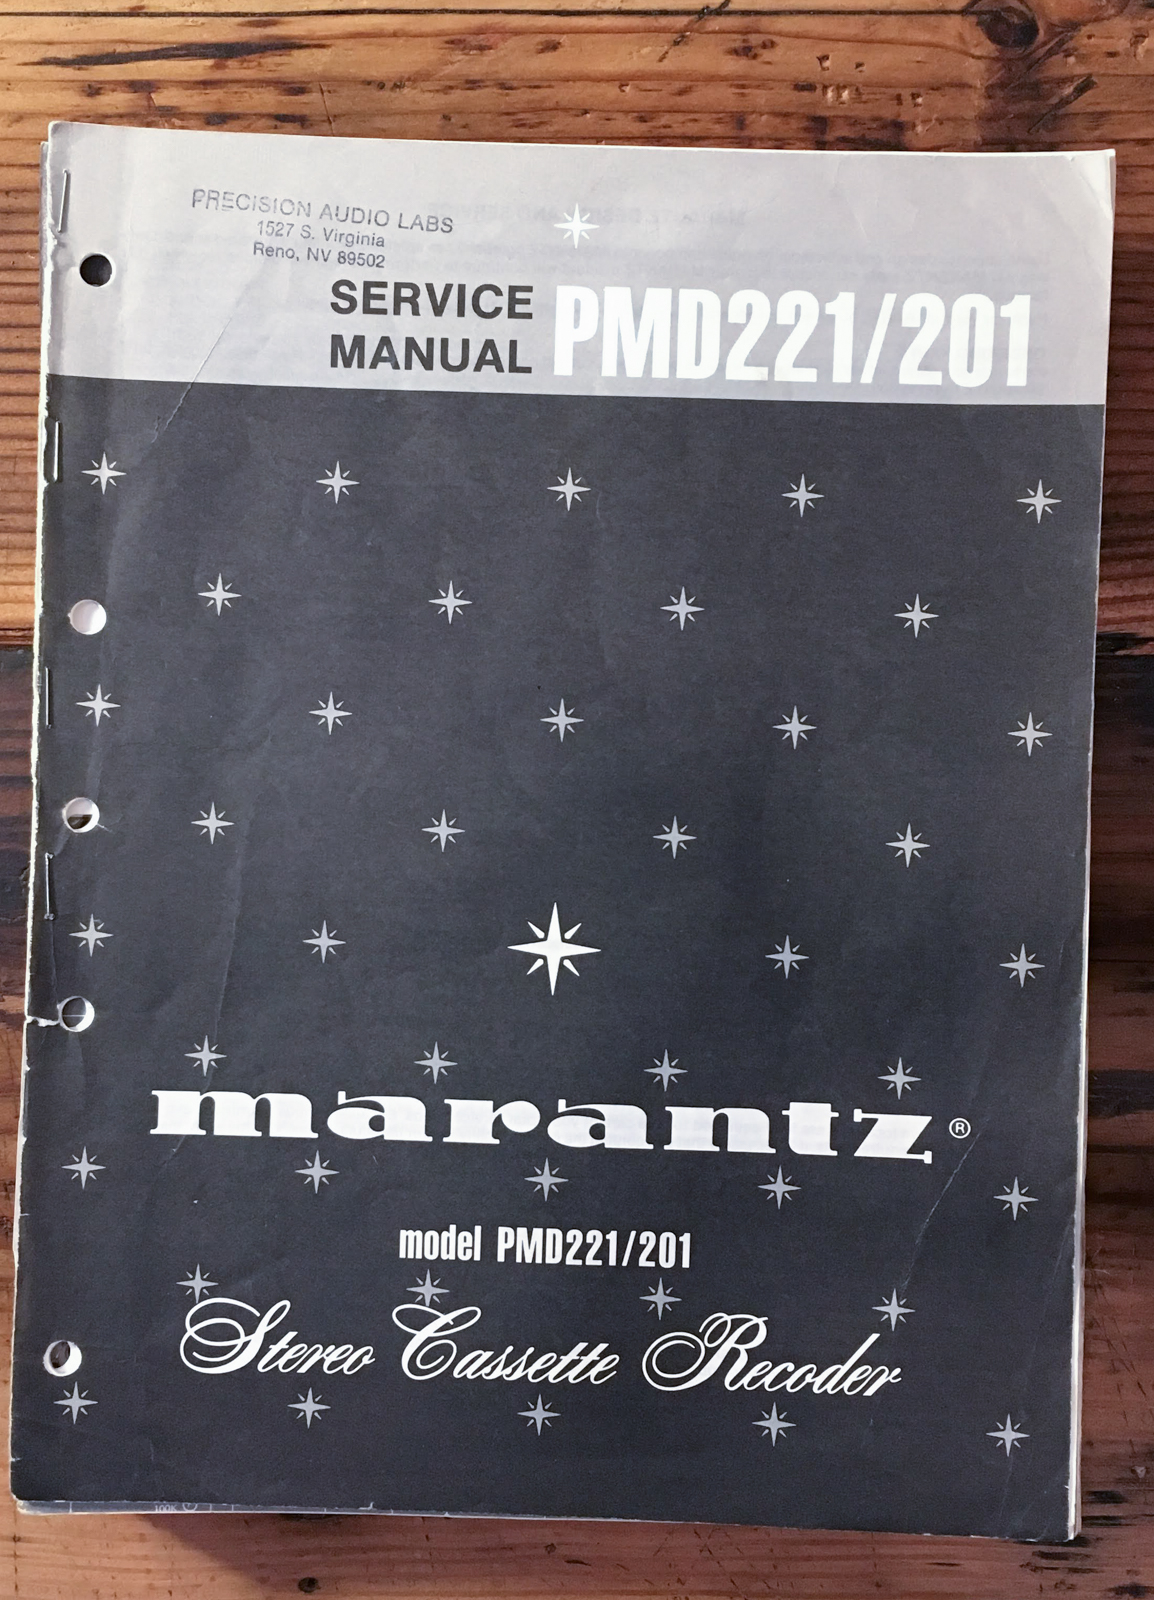 PRECISION AUDIO LABS
1527 S. Virginia
Reno, NV 89502
SERVICE
MANUAL
PMD221/201
marantz®
model PMD221/201
Stereo Cassette Recoder
100K